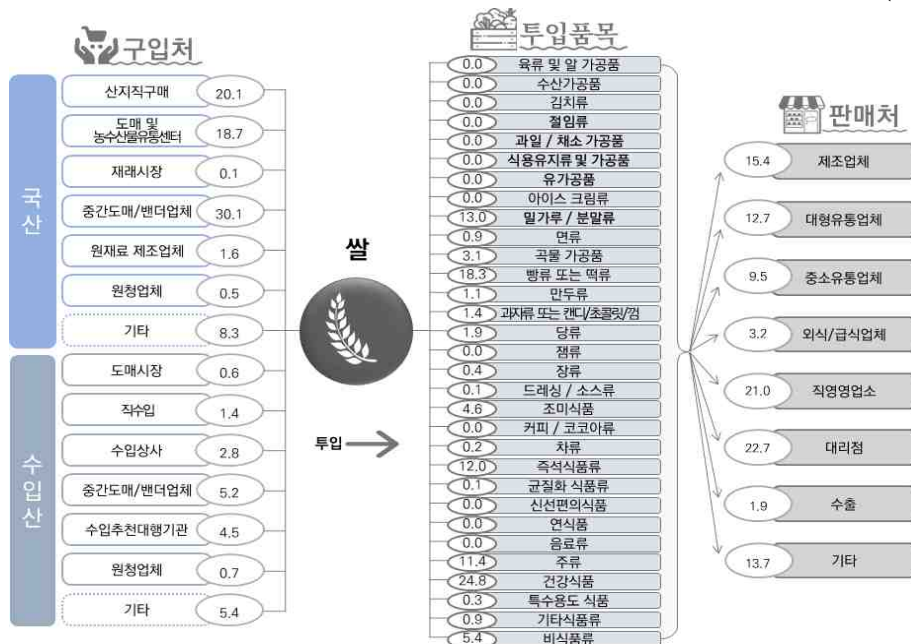 구입처
국산
산지직구매 20.1
도매 및
농수산물유통센터 18.7
재래시장 0.1
중간도매/밴더업체 30.1
원재료 제조업체 1.6
원청업체 0.5
기타 8.3
수입산
도매시장 0.6
직수입 1.4
수입상사 2.8
중간도매/밴더업체 5.2
수입추천대행기관 4.5
원청업체 0.7
기타 5.4
쌀
투입
투입품목
0.0 육류 및 알 가공품
0.0 수산가공품
0.0 김치류
0.0 절임류
0.0 과일 / 채소 가공품
0.0 식용유지류 및 가공품
0.0 유가공품
0.0 아이스 크림류
13.0 밀가루 / 분말류
0.9 면류
3.1 곡물 가공품
18.3 빵류 또는 떡류
1.1 만두류
1.4 과자류 또는 캔디/초콜릿/껌
1.9 당류
0.0 잼류
0.4 장류
0.1 드레싱 / 소스류
4.6 조미식품
0.0 커피 / 코코아류
0.2 차류
12.0 즉석식품류
0.1 균질화 식품류
0.0 신선편의식품
0.0 연식품
0.0 음료류
11.4 주류
24.8 건강식품
0.3 특수용도 식품
0.9 기타식품류
5.4 비식품류
판매처
15.4 제조업체
12.7 대형유통업체
9.5 중소유통업체
3.2 외식/급식업체
21.0 직영영업소
22.7 대리점
1.9 수출
13.7 기타